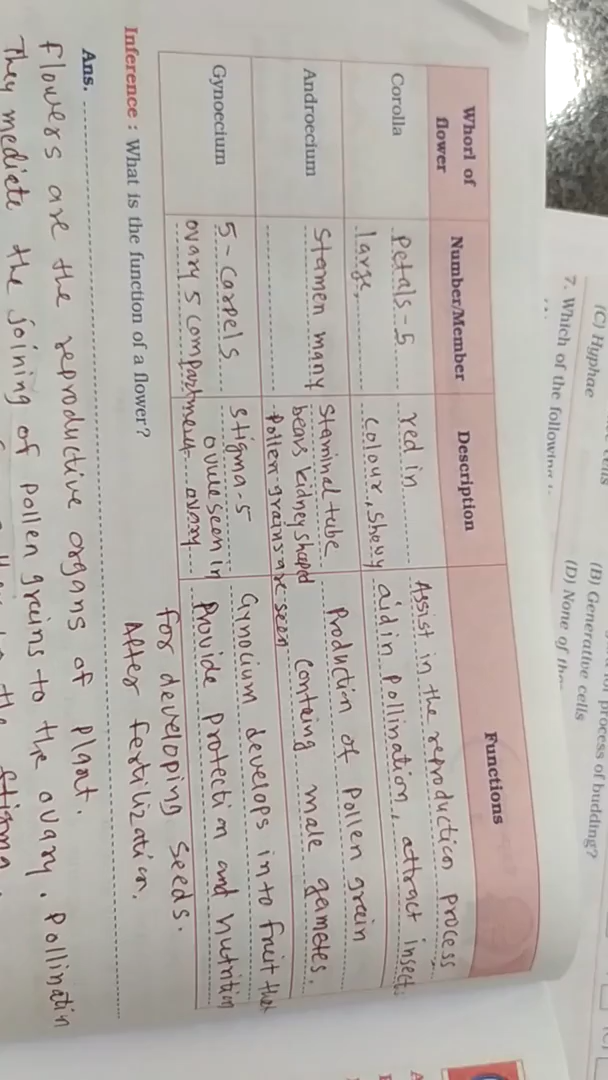 (C) Hyphae
(B) Generative cells
(D) None of the
process of budding?
7. Which of the following
Whorl of flower
Number/Member
Description
Functions
Corolla
Petals-5
large,
red in
colour, showy
Assist in the reproduction process
aid in pollination, attract insect
Androecium
Stamen many
Staminal tube
bears kidney shaped
Pollen grains are seen
Production of pollen grain
containg male gametes.
Gynoecium
5-Carpels
ovary 5 compartment
Stigma-5
ovule seen in
ovary
Gynocium develops into fruit that
Provide protection and nutrition
for developing seeds.
After fertilization.
Inference : What is the function of a flower?
Ans.
Flowers are the reproductive organs of plant.
They mediate the joining of pollen grains to the ovary. Pollinatin